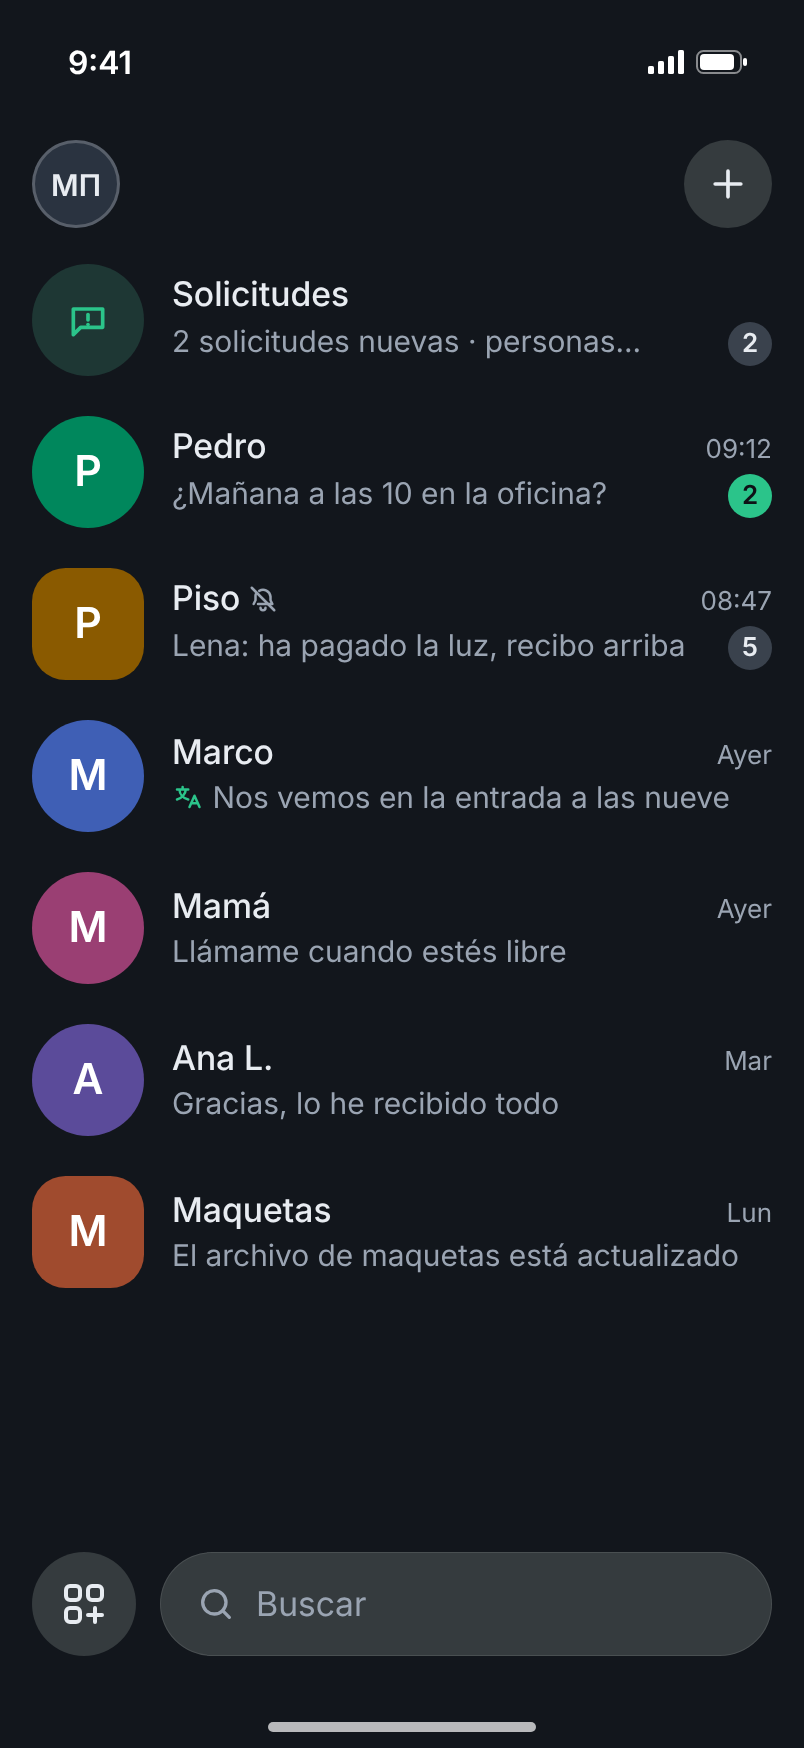 9:41
МП
Solicitudes
2 solicitudes nuevas · personas...
2
P
Pedro
09:12
¿Mañana a las 10 en la oficina?
2
P
Piso
08:47
Lena: ha pagado la luz, recibo arriba
5
M
Marco
Ayer
Nos vemos en la entrada a las nueve
M
Mamá
Ayer
Llámame cuando estés libre
A
Ana L.
Mar
Gracias, lo he recibido todo
M
Maquetas
Lun
El archivo de maquetas está actualizado
Buscar